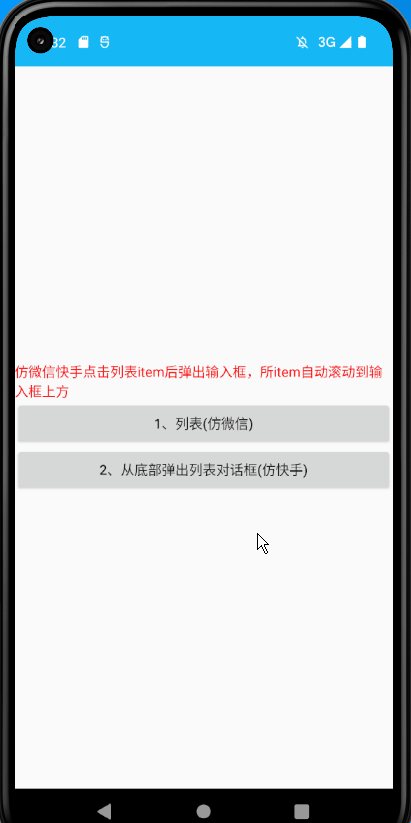 3G
仿微信快手点击列表item后弹出输入框，所item自动滚动到输
入框上方
1、列表(仿微信)
2、从底部弹出列表对话框(仿快手)